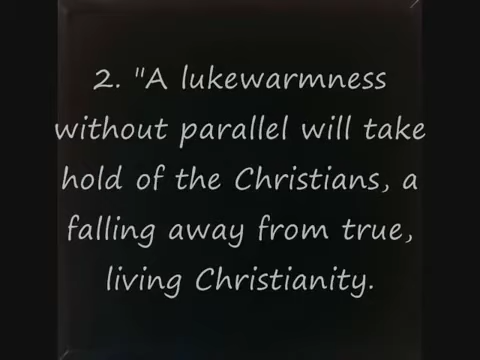 2. "A lukewarmness
without parallel will take
hold of the Christians, a
falling away from true,
living Christianity.